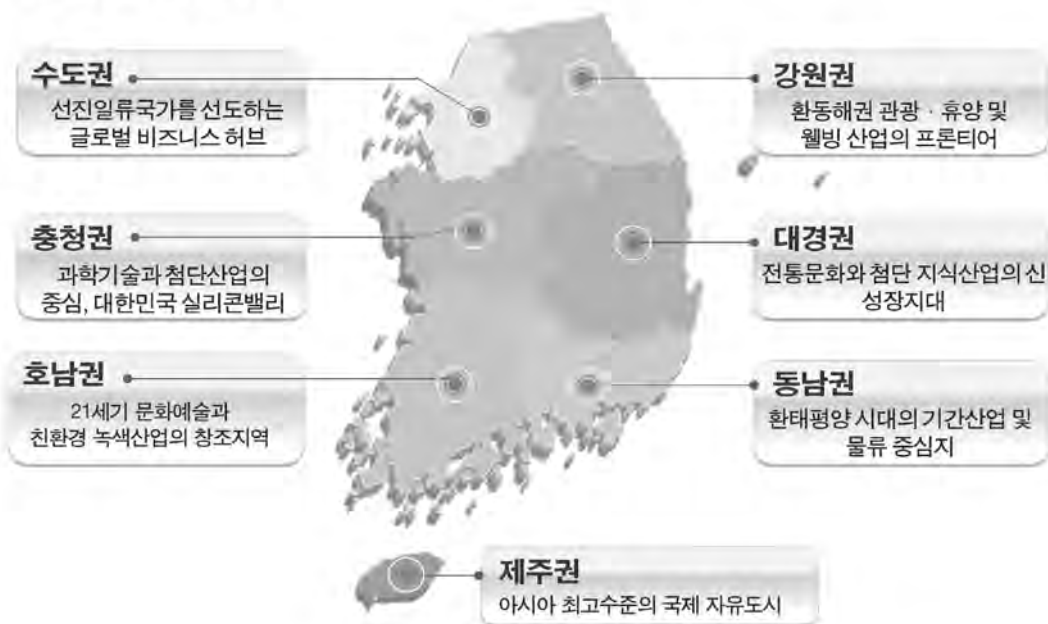 수도권
선진일류국가를 선도하는
글로벌 비즈니스 허브
강원권
환동해권 관광 · 휴양 및
웰빙 산업의 프론티어
충청권
과학기술과 첨단산업의
중심, 대한민국 실리콘밸리
대경권
전통문화와 첨단 지식산업의 신
성장지대
호남권
21세기 문화예술과
친환경 녹색산업의 창조지역
동남권
환태평양 시대의 기간산업 및
물류 중심지
제주권
아시아 최고수준의 국제 자유도시